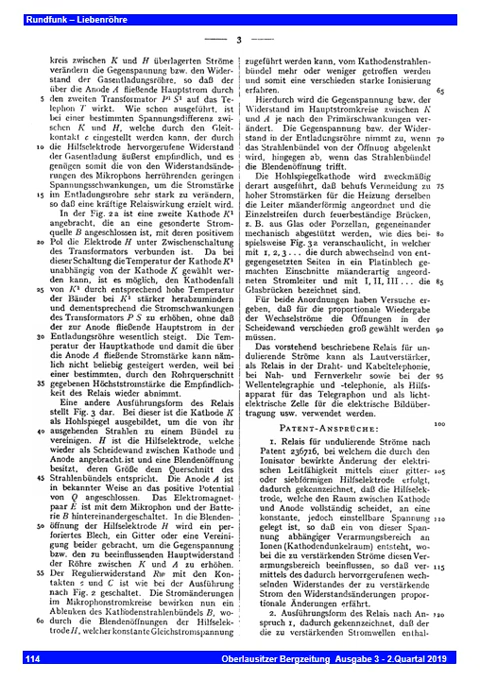 Rundfunk – Liebenröhre
3
kreis zwischen K und H überlagerte Ströme
verändern die Gegenspannung bzw. den Wider-
stand der Gasentladungsröhre, so daß der
über die Anode A fließende Hauptstrom durch
5 den zweiten Transformator P¹ S¹ auf das Te-
lephon T wirkt. Wie schon ausgeführt, ist
bei einer bestimmten Spannungsdifferenz zwi-
schen K und H, welche durch den Gleit-
kontakt c eingestellt werden kann, der durch
10 die Hilfselektrode hervorgerufene Widerstand
der Gasentladung äußerst empfindlich, und es
genügen somit die von den Widerstandsände-
rungen des Mikrophons herrührenden geringen
Spannungsschwankungen, um die Stromstärke
15 im Entladungsrohre sehr stark zu verändern,
so daß eine kräftige Relaiswirkung erzielt wird.
In der Fig. 2a ist eine zweite Kathode K¹
angebracht, die an eine gesonderte Strom-
quelle B angeschlossen ist, mit deren positivem
20 Pol die Elektrode H unter Zwischenschaltung
des Transformators verbunden ist. Da bei
dieser Schaltung die Temperatur der Kathode K¹
unabhängig von der Kathode K gewählt wer-
den kann, ist es möglich, den Kathodenfall
25 von K¹ durch entsprechend hohe Temperatur
der Bänder bei K¹ stärker herabzumindern
und dementsprechend die Stromschwankungen
des Transformators P S zu erhöhen, ohne daß
der zur Anode fließende Hauptstrom in der
30 Entladungsröhre wesentlich steigt. Die Tem-
peratur der Hauptkathode und damit die über
die Anode A fließende Stromstärke kann näm-
lich nicht beliebig gesteigert werden, weil bei
einer bestimmten, durch den Rohrquerschnitt
35 gegebenen Höchststromstärke die Empfindlich-
keit des Relais wieder abnimmt.
Eine andere Ausführungsform des Relais
stellt Fig. 3 dar. Bei dieser ist die Kathode K
als Hohlspiegel ausgebildet, um die von ihr
40 ausgehenden Strahlen zu einem Bündel zu
vereinigen. H ist die Hilfselektrode, welche
wieder als Scheidewand zwischen Kathode und
Anode angebracht ist und eine Blendenöffnung
besitzt, deren Größe dem Querschnitt des
45 Strahlenbündels entspricht. Die Anode A ist
in bekannter Weise an das positive Potential
von Q angeschlossen. Das Elektromagnet-
paar E ist mit dem Mikrophon und der Batte-
rie B hintereinandergeschaltet. In die Blenden-
50 öffnung der Hilfselektrode H wird ein per-
foriertes Blech, ein Gitter oder eine Vereini-
gung beider gebracht, um die Gegenspannung
bzw. den zu beeinflussenden Hauptwiderstand
der Röhre zwischen K und A zu erhöhen.
55 Der Regulierwiderstand Rw mit den Kon-
takten c und C ist wie bei der Ausführung
nach Fig. 2 geschaltet. Die Stromänderungen
im Mikrophonstromkreise bewirken nun ein
Ablenken des Kathodenstrahlenbündels B, wo-
60 durch die Blendenöffnungen der Hilfselek-
trode H, welcher konstante Gleichstromspannung
zugeführt werden kann, vom Kathodenstrahlen-
bündel mehr oder weniger getroffen werden
und somit eine verschieden starke Ionisierung
erfahren. 65
Hierdurch wird die Gegenspannung bzw. der
Widerstand im Hauptstromkreise zwischen K
und A je nach den Primärschwankungen ver-
ändert. Die Gegenspannung bzw. der Wider-
stand in der Entladungsröhre nimmt zu, wenn 70
das Strahlenbündel von der Öffnung abgelenkt
wird, hingegen ab, wenn das Strahlenbündel
die Blendenöffnung trifft.
Die Hohlspiegelkathode wird zweckmäßig
derart ausgeführt, daß behufs Vermeidung zu 75
hoher Stromstärken für die Heizung derselben
die Leiter mäanderförmig angeordnet und die
Einzelstreifen durch feuerbeständige Brücken,
z. B. aus Glas oder Porzellan, gegeneinander
mechanisch abgestützt werden, wie dies bei- 80
spielsweise Fig. 3a veranschaulicht, in welcher
mit 1, 2, 3 ... die durch abwechselnd von ent-
gegengesetzten Seiten in ein Platinblech ge-
machten Einschnitte mäanderartig angeord-
neten Stromleiter und mit I, II, III ... die 85
Glasbrücken bezeichnet sind.
Für beide Anordnungen haben Versuche er-
geben, daß für die proportionale Wiedergabe
der Wechselströme die Öffnungen in der
Scheidewand verschieden groß gewählt werden 90
müssen.
Das vorstehend beschriebene Relais für un-
dulierende Ströme kann als Lautverstärker,
als Relais in der Draht- und Kabeltelephonie,
bei Nah- und Fernverkehr sowie bei der 95
Wellentelegraphie und -telephonie, als Hilfs-
apparat für das Telegraphon und als licht-
elektrische Zelle für die elektrische Bildüber-
tragung usw. verwendet werden.
100
PATENT-ANSPRÜCHE:
1. Relais für undulierende Ströme nach
Patent 236716, bei welchem die durch den
Ionisator bewirkte Änderung der elektri-
schen Leitfähigkeit mittels einer gitter- 105
oder siebförmigen Hilfselektrode erfolgt,
dadurch gekennzeichnet, daß die Hilfselek-
trode, welche den Raum zwischen Kathode
und Anode vollständig scheidet, an eine
konstante, jedoch einstellbare Spannung 110
gelegt ist, so daß ein von dieser Span-
nung abhängiger Verarmungsbereich an
Ionen (Kathodendunkelraum) entsteht, wo-
bei die zu verstärkenden Ströme diesen Ver-
armungsbereich beeinflussen, so daß ver- 115
mittels des dadurch hervorgerufenen wech-
selnden Widerstandes der zu verstärkende
Strom den Widerstandsänderungen propor-
tionale Änderungen erfährt.
2. Ausführungsform des Relais nach An- 120
spruch 1, dadurch gekennzeichnet, daß der
die zu verstärkenden Stromwellen enthal-
114
Oberlausitzer Bergzeitung Ausgabe 3 - 2.Quartal 2019